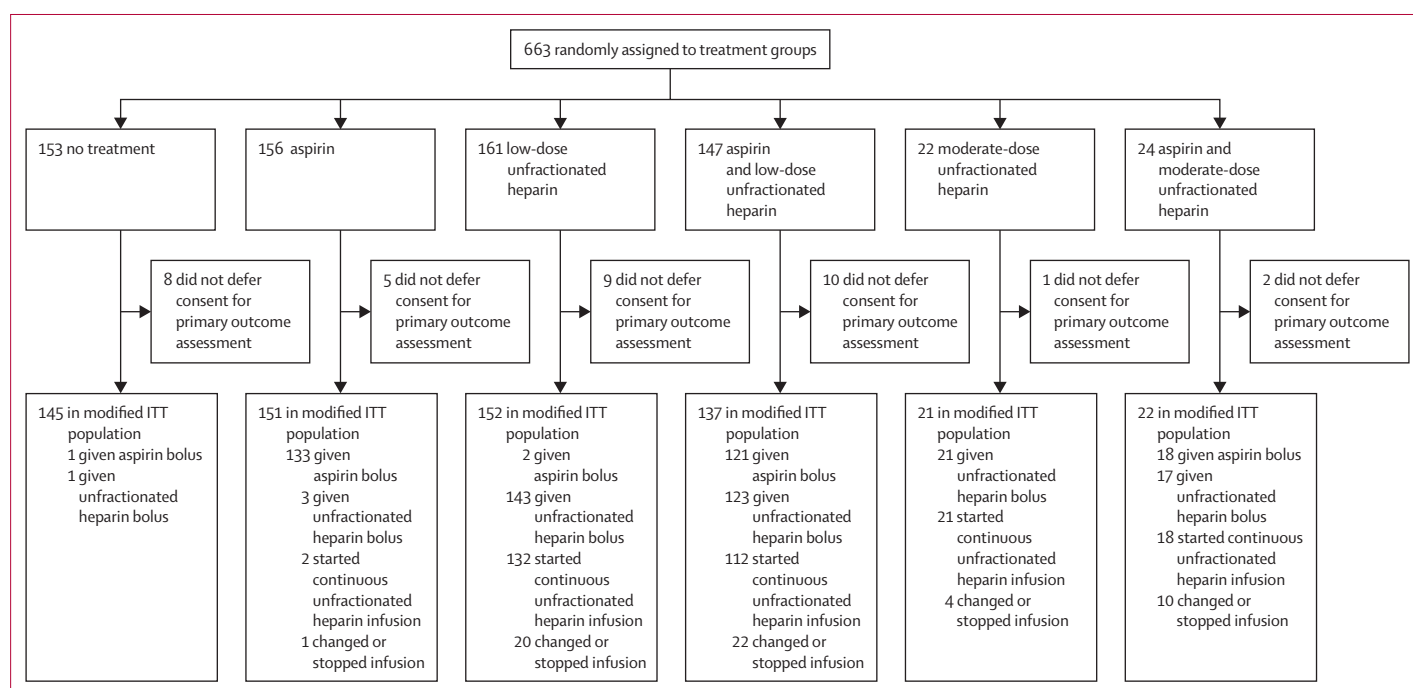 663 randomly assigned to treatment groups
153 no treatment
156 aspirin
161 low-dose
unfractionated
heparin
147 aspirin
and low-dose
unfractionated
heparin
22 moderate-dose
unfractionated
heparin
24 aspirin and
moderate-dose
unfractionated
heparin
8 did not defer
consent for
primary outcome
assessment
5 did not defer
consent for
primary outcome
assessment
9 did not defer
consent for
primary outcome
assessment
10 did not defer
consent for
primary outcome
assessment
1 did not defer
consent for
primary outcome
assessment
2 did not defer
consent for
primary outcome
assessment
145 in modified ITT
population
1 given aspirin bolus
1 given
unfractionated
heparin bolus
151 in modified ITT
population
133 given
aspirin bolus
3 given
unfractionated
heparin bolus
2 started
continuous
unfractionated
heparin infusion
1 changed or
stopped infusion
152 in modified ITT
population
2 given
aspirin bolus
143 given
unfractionated
heparin bolus
132 started
continuous
unfractionated
heparin infusion
20 changed or
stopped infusion
137 in modified ITT
population
121 given
aspirin bolus
123 given
unfractionated
heparin bolus
112 started
continuous
unfractionated
heparin infusion
22 changed or
stopped infusion
21 in modified ITT
population
21 given
unfractionated
heparin bolus
21 started
continuous
unfractionated
heparin infusion
4 changed or
stopped infusion
22 in modified ITT
population
18 given aspirin bolus
17 given
unfractionated
heparin bolus
18 started continuous
unfractionated
heparin infusion
10 changed or
stopped infusion